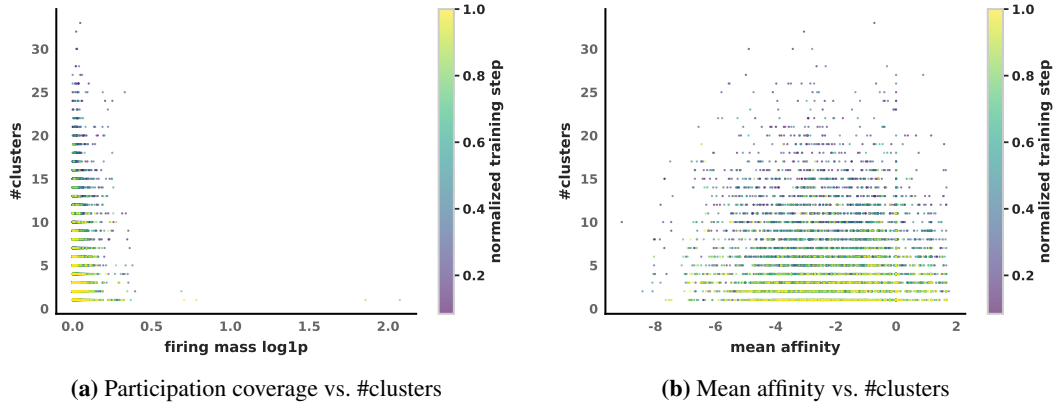 #clusters
30
25
20
15
10
5
0
0.0 0.5 1.0 1.5 2.0
firing mass log1p
1.0
0.8
0.6
0.4
0.2
normalized training step
(a) Participation coverage vs. #clusters
#clusters
30
25
20
15
10
5
0
-8 -6 -4 -2 0 2
mean affinity
1.0
0.8
0.6
0.4
0.2
normalized training step
(b) Mean affinity vs. #clusters